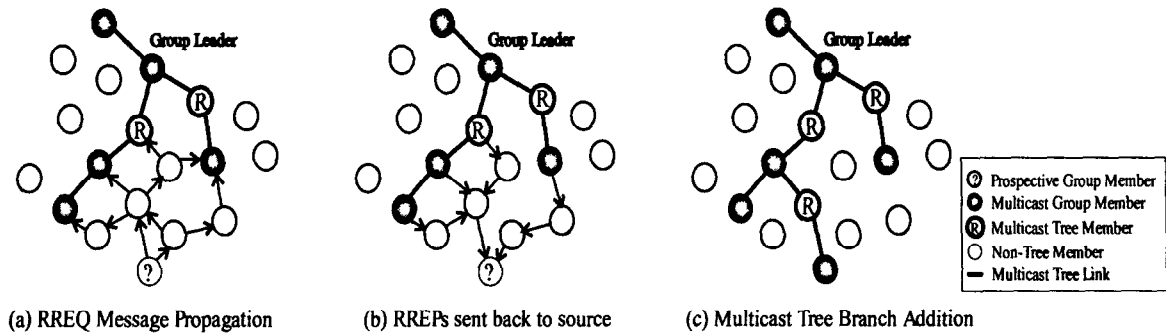 Group Leader
R
R
?
(a) RREQ Message Propagation
Group Leader
R
R
?
(b) RREPs sent back to source
Group Leader
R
R
R
(c) Multicast Tree Branch Addition
? Prospective Group Member
Multicast Group Member
R Multicast Tree Member
Non-Tree Member
Multicast Tree Link